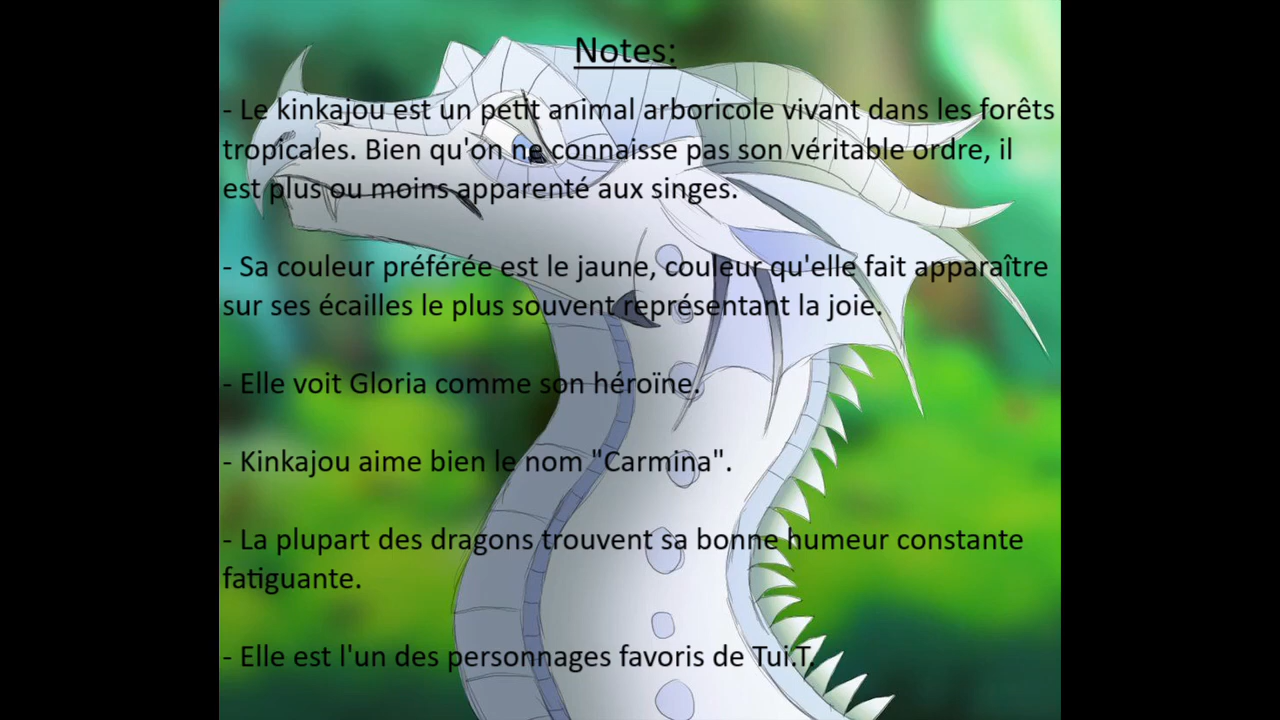 Notes:
- Le kinkajou est un petit animal arboricole vivant dans les forêts
tropicales. Bien qu'on ne connaisse pas son véritable ordre, il
est plus ou moins apparenté aux singes.
- Sa couleur préférée est le jaune, couleur qu'elle fait apparaître
sur ses écailles le plus souvent représentant la joie.
- Elle voit Gloria comme son héroïne.
- Kinkajou aime bien le nom "Carmina".
- La plupart des dragons trouvent sa bonne humeur constante
fatiguante.
- Elle est l'un des personnages favoris de Tui.T.